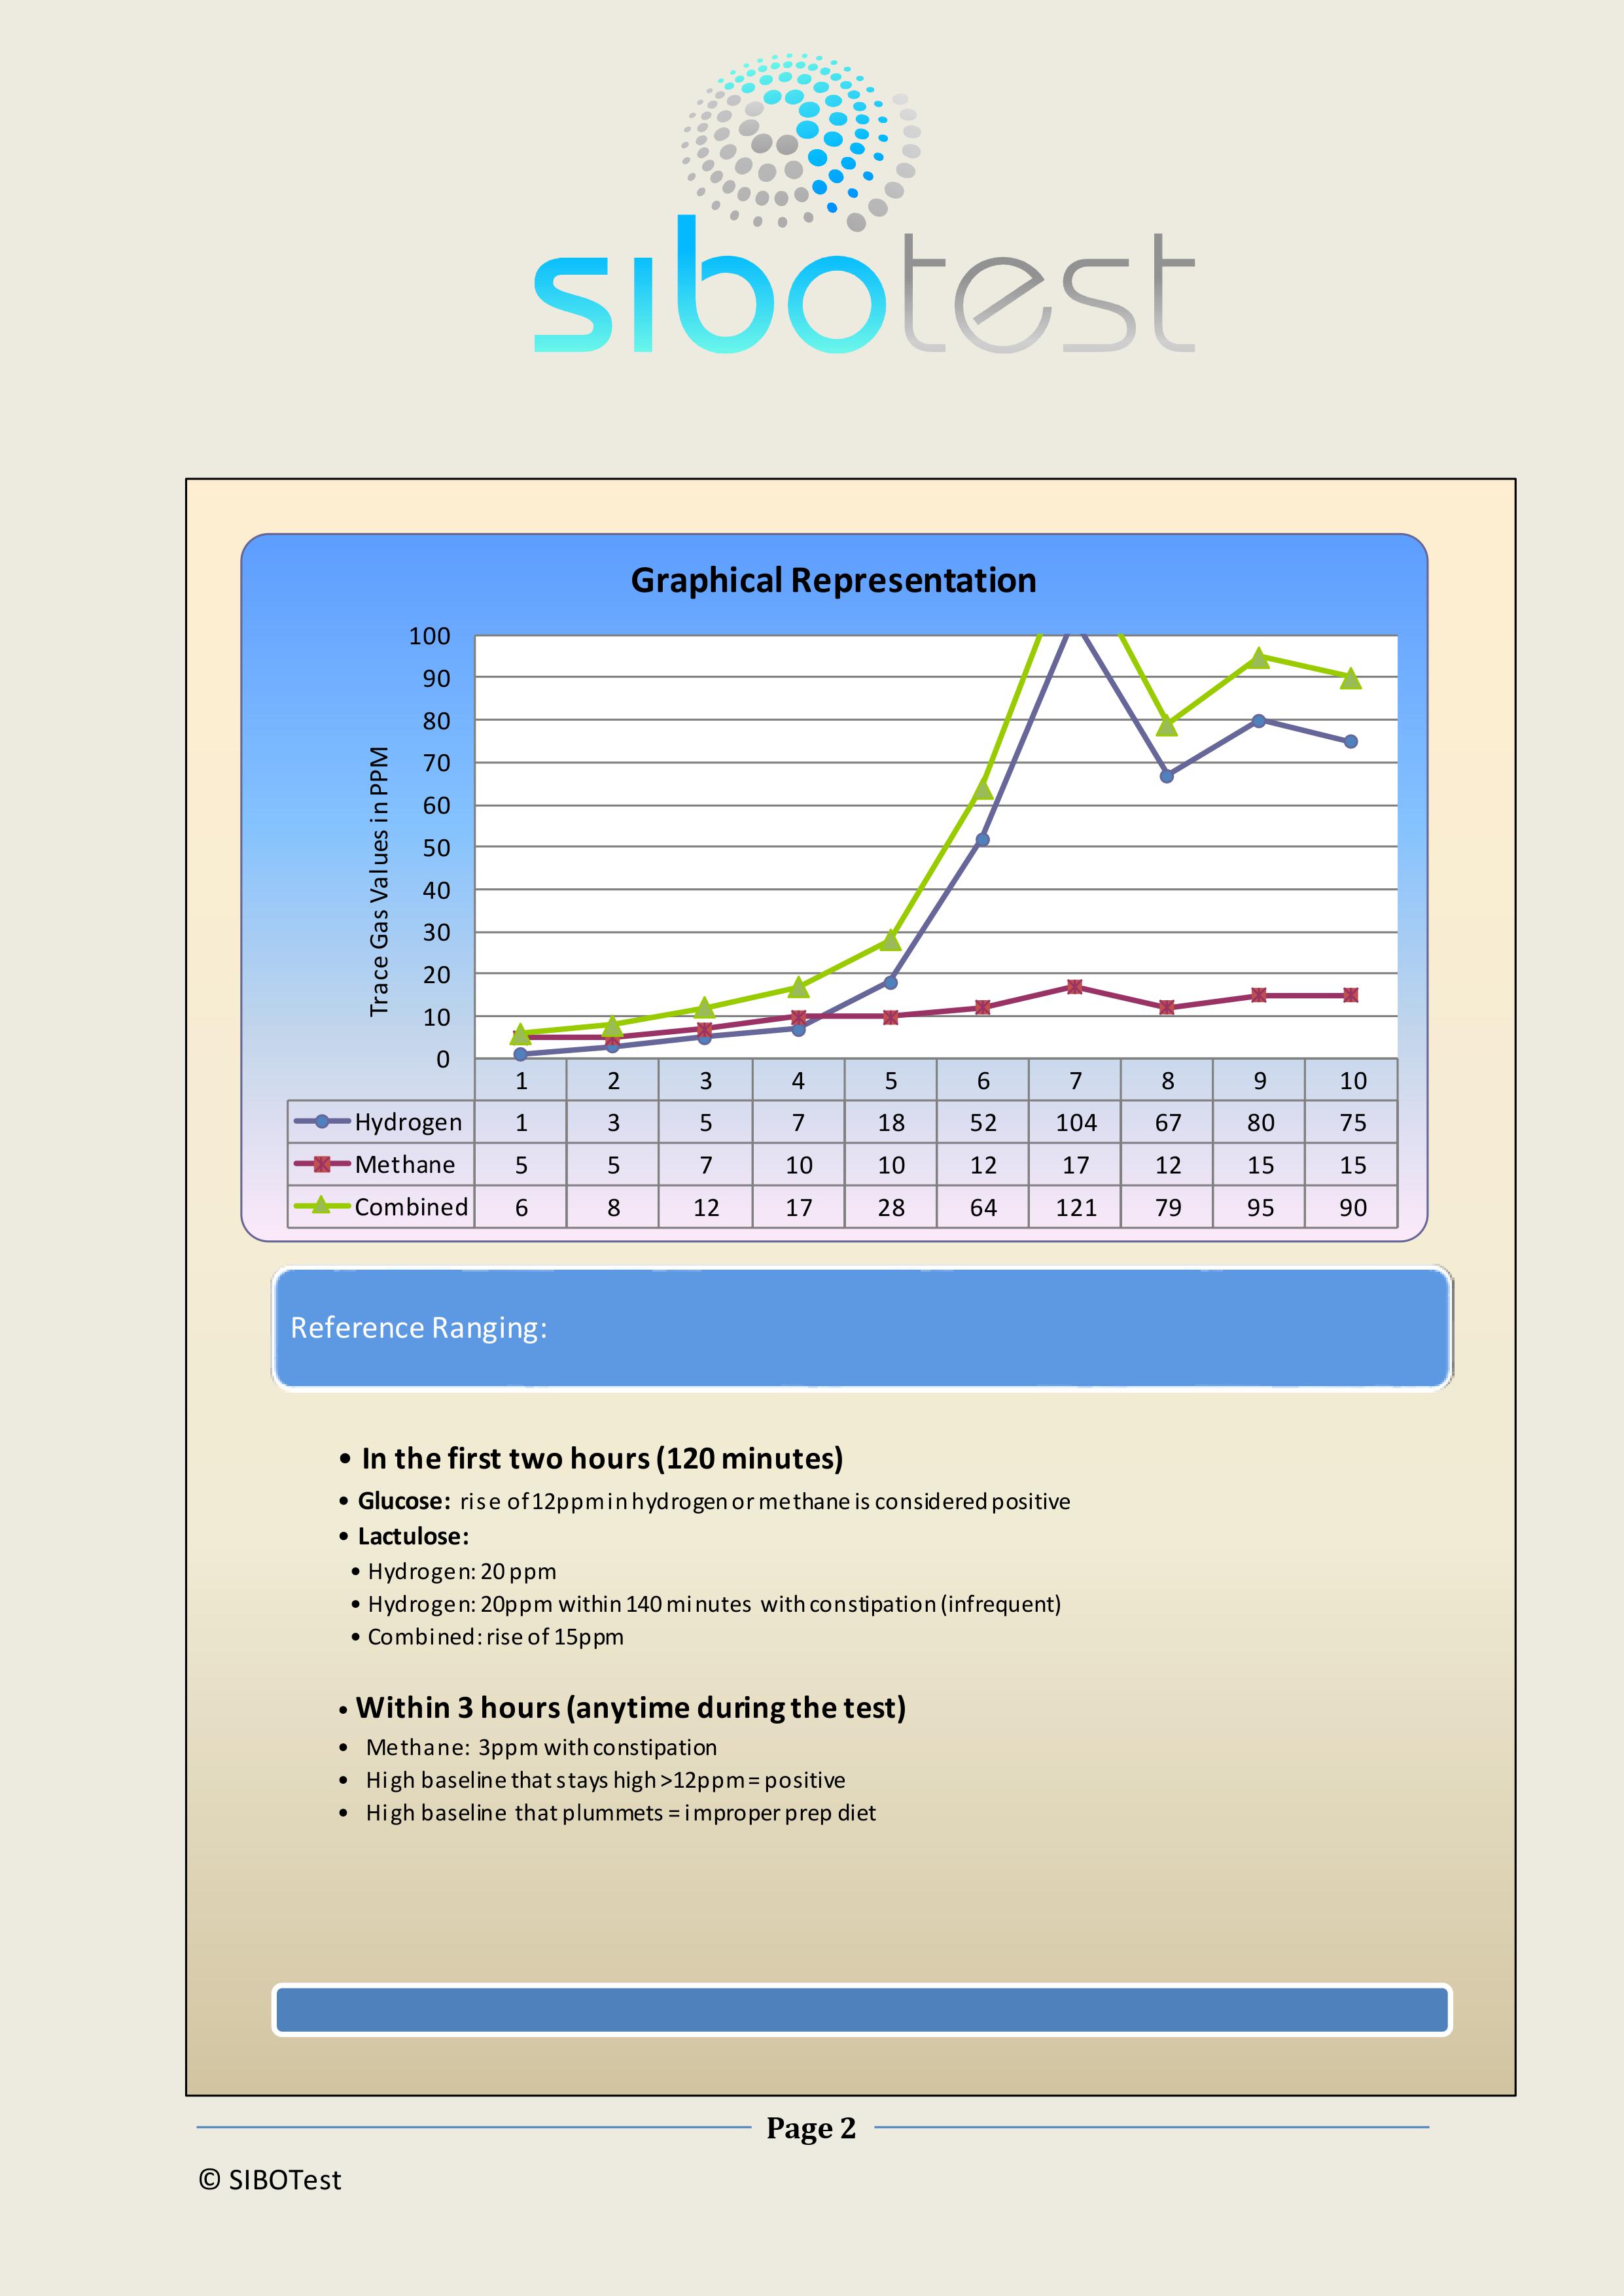 sibotest
Graphical Representation
Trace Gas Values in PPM
100
90
80
70
60
50
40
30
20
10
0
1 2 3 4 5 6 7 8 9 10
Hydrogen 1 3 5 7 18 52 104 67 80 75
Methane 5 5 7 10 10 12 17 12 15 15
Combined 6 8 12 17 28 64 121 79 95 90
Reference Ranging:
• In the first two hours (120 minutes)
• Glucose: rise of 12ppm in hydrogen or methane is considered positive
• Lactulose:
• Hydrogen: 20 ppm
• Hydrogen: 20ppm within 140 minutes with constipation (infrequent)
• Combined: rise of 15ppm
• Within 3 hours (anytime during the test)
• Methane: 3ppm with constipation
• High baseline that stays high >12ppm = positive
• High baseline that plummets = improper prep diet
Page 2
© SIBOTest